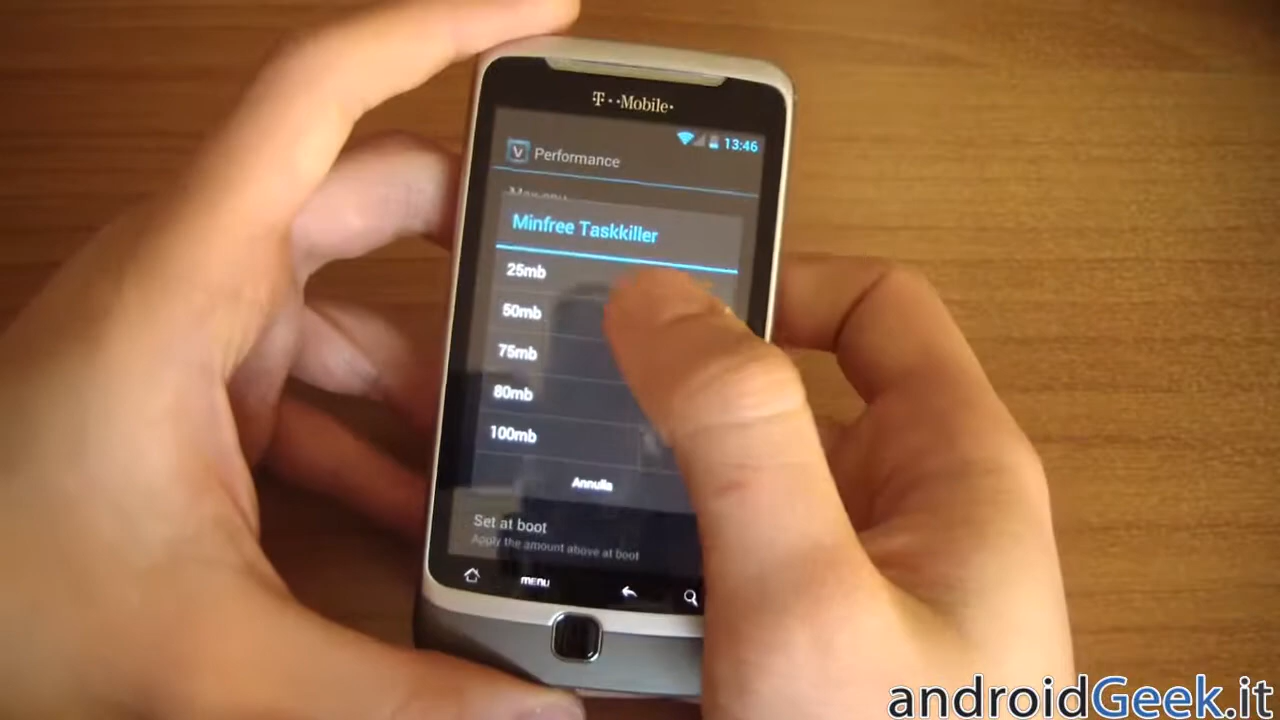 T··Mobile·
13:46
Performance
Minfree Taskkiller
25mb
50mb
75mb
80mb
100mb
Annulla
Set at boot
Apply the amount above at boot
menu
androidGeek.it